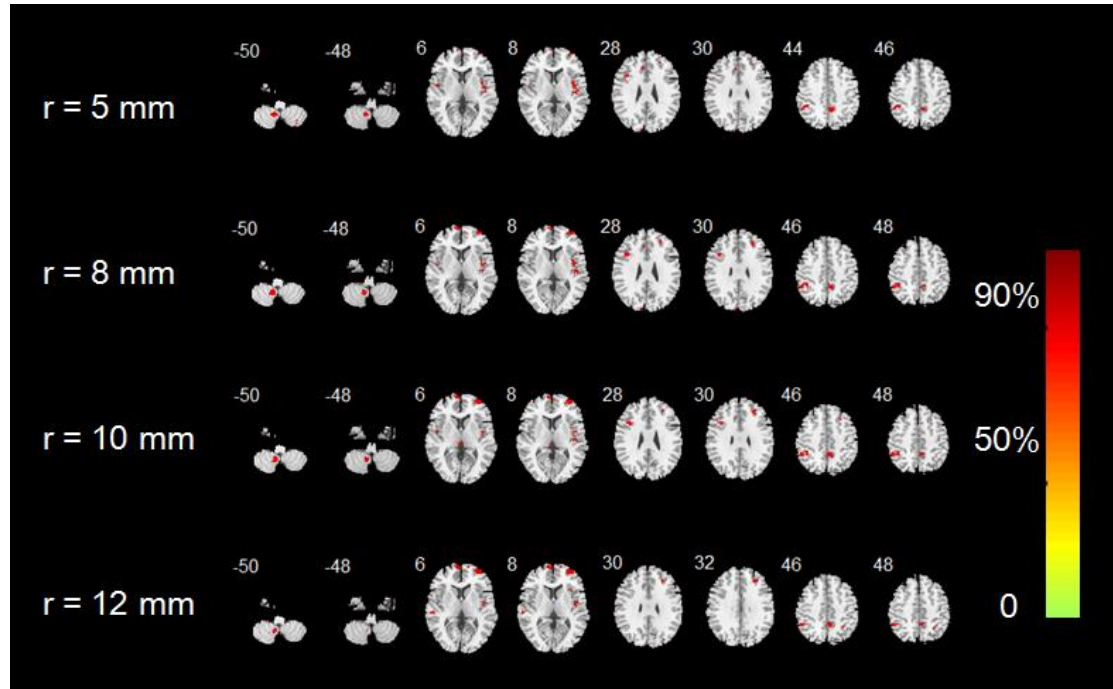 -50 -48 6 8 28 30 44 46
r = 5 mm
-50 -48 6 8 28 30 46 48
r = 8 mm
90%
-50 -48 6 8 28 30 46 48
r = 10 mm
50%
-50 -48 6 8 30 32 46 48
r = 12 mm
0